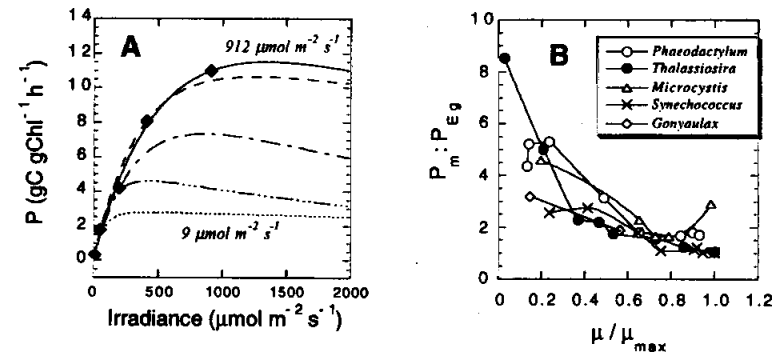 A
912 µmol m⁻² s⁻¹
9 µmol m⁻² s⁻¹
P (gC gChl⁻¹ h⁻¹)
14
12
10
8
6
4
2
0
0 500 1000 1500 2000
Irradiance (µmol m⁻² s⁻¹)
B
Phaeodactylum
Thalassiosira
Microcystis
Synechococcus
Gonyaulax
Pm : PEg
10
8
6
4
2
0
0 0.2 0.4 0.6 0.8 1.0
µ/µmax